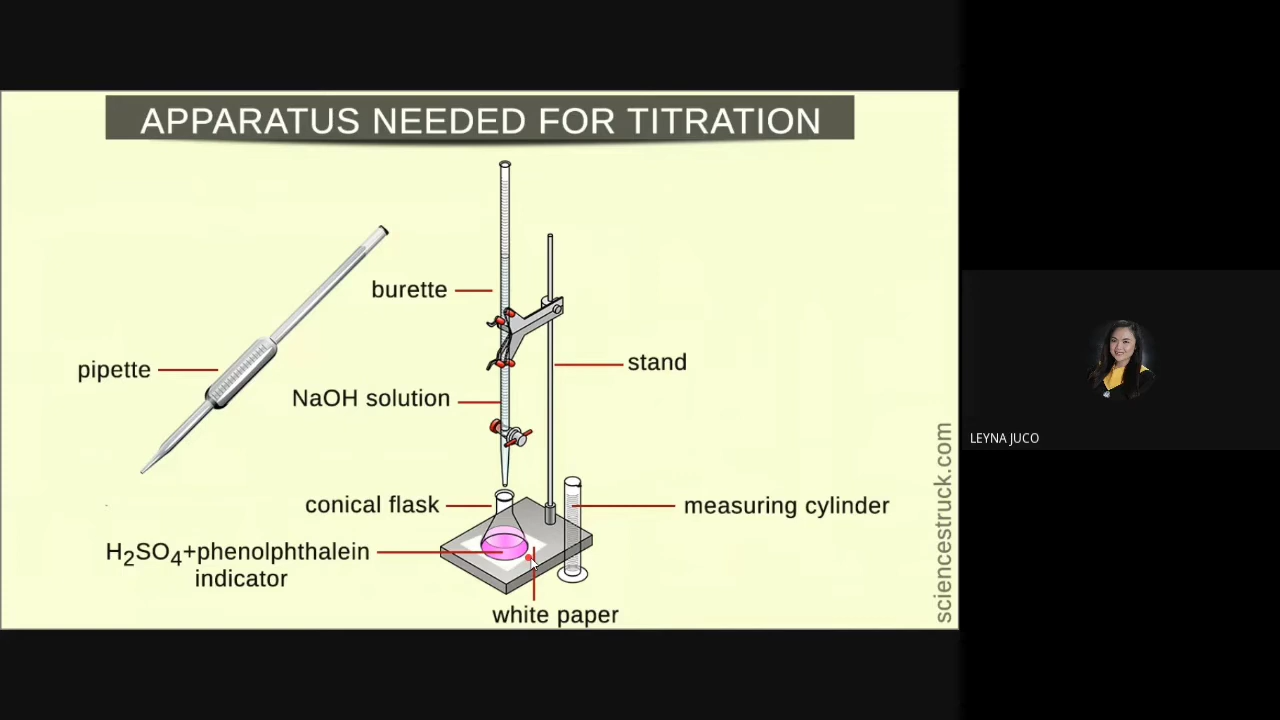 APPARATUS NEEDED FOR TITRATION
burette
pipette
stand
NaOH solution
conical flask
measuring cylinder
H₂SO₄+phenolphthalein
indicator
white paper
sciencestruck.com
LEYNA JUCO